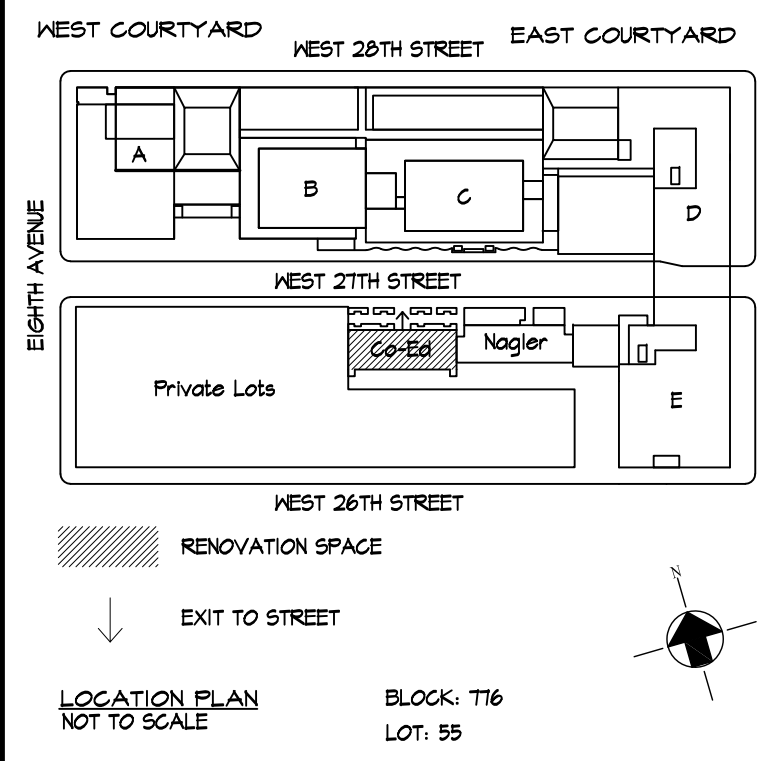 WEST COURTYARD
WEST 28TH STREET
EAST COURTYARD
A
B
C
D
EIGHTH AVENUE
WEST 27TH STREET
Co-Ed
Nagler
Private Lots
E
WEST 26TH STREET
RENOVATION SPACE
N
EXIT TO STREET
LOCATION PLAN
NOT TO SCALE
BLOCK: 776
LOT: 55